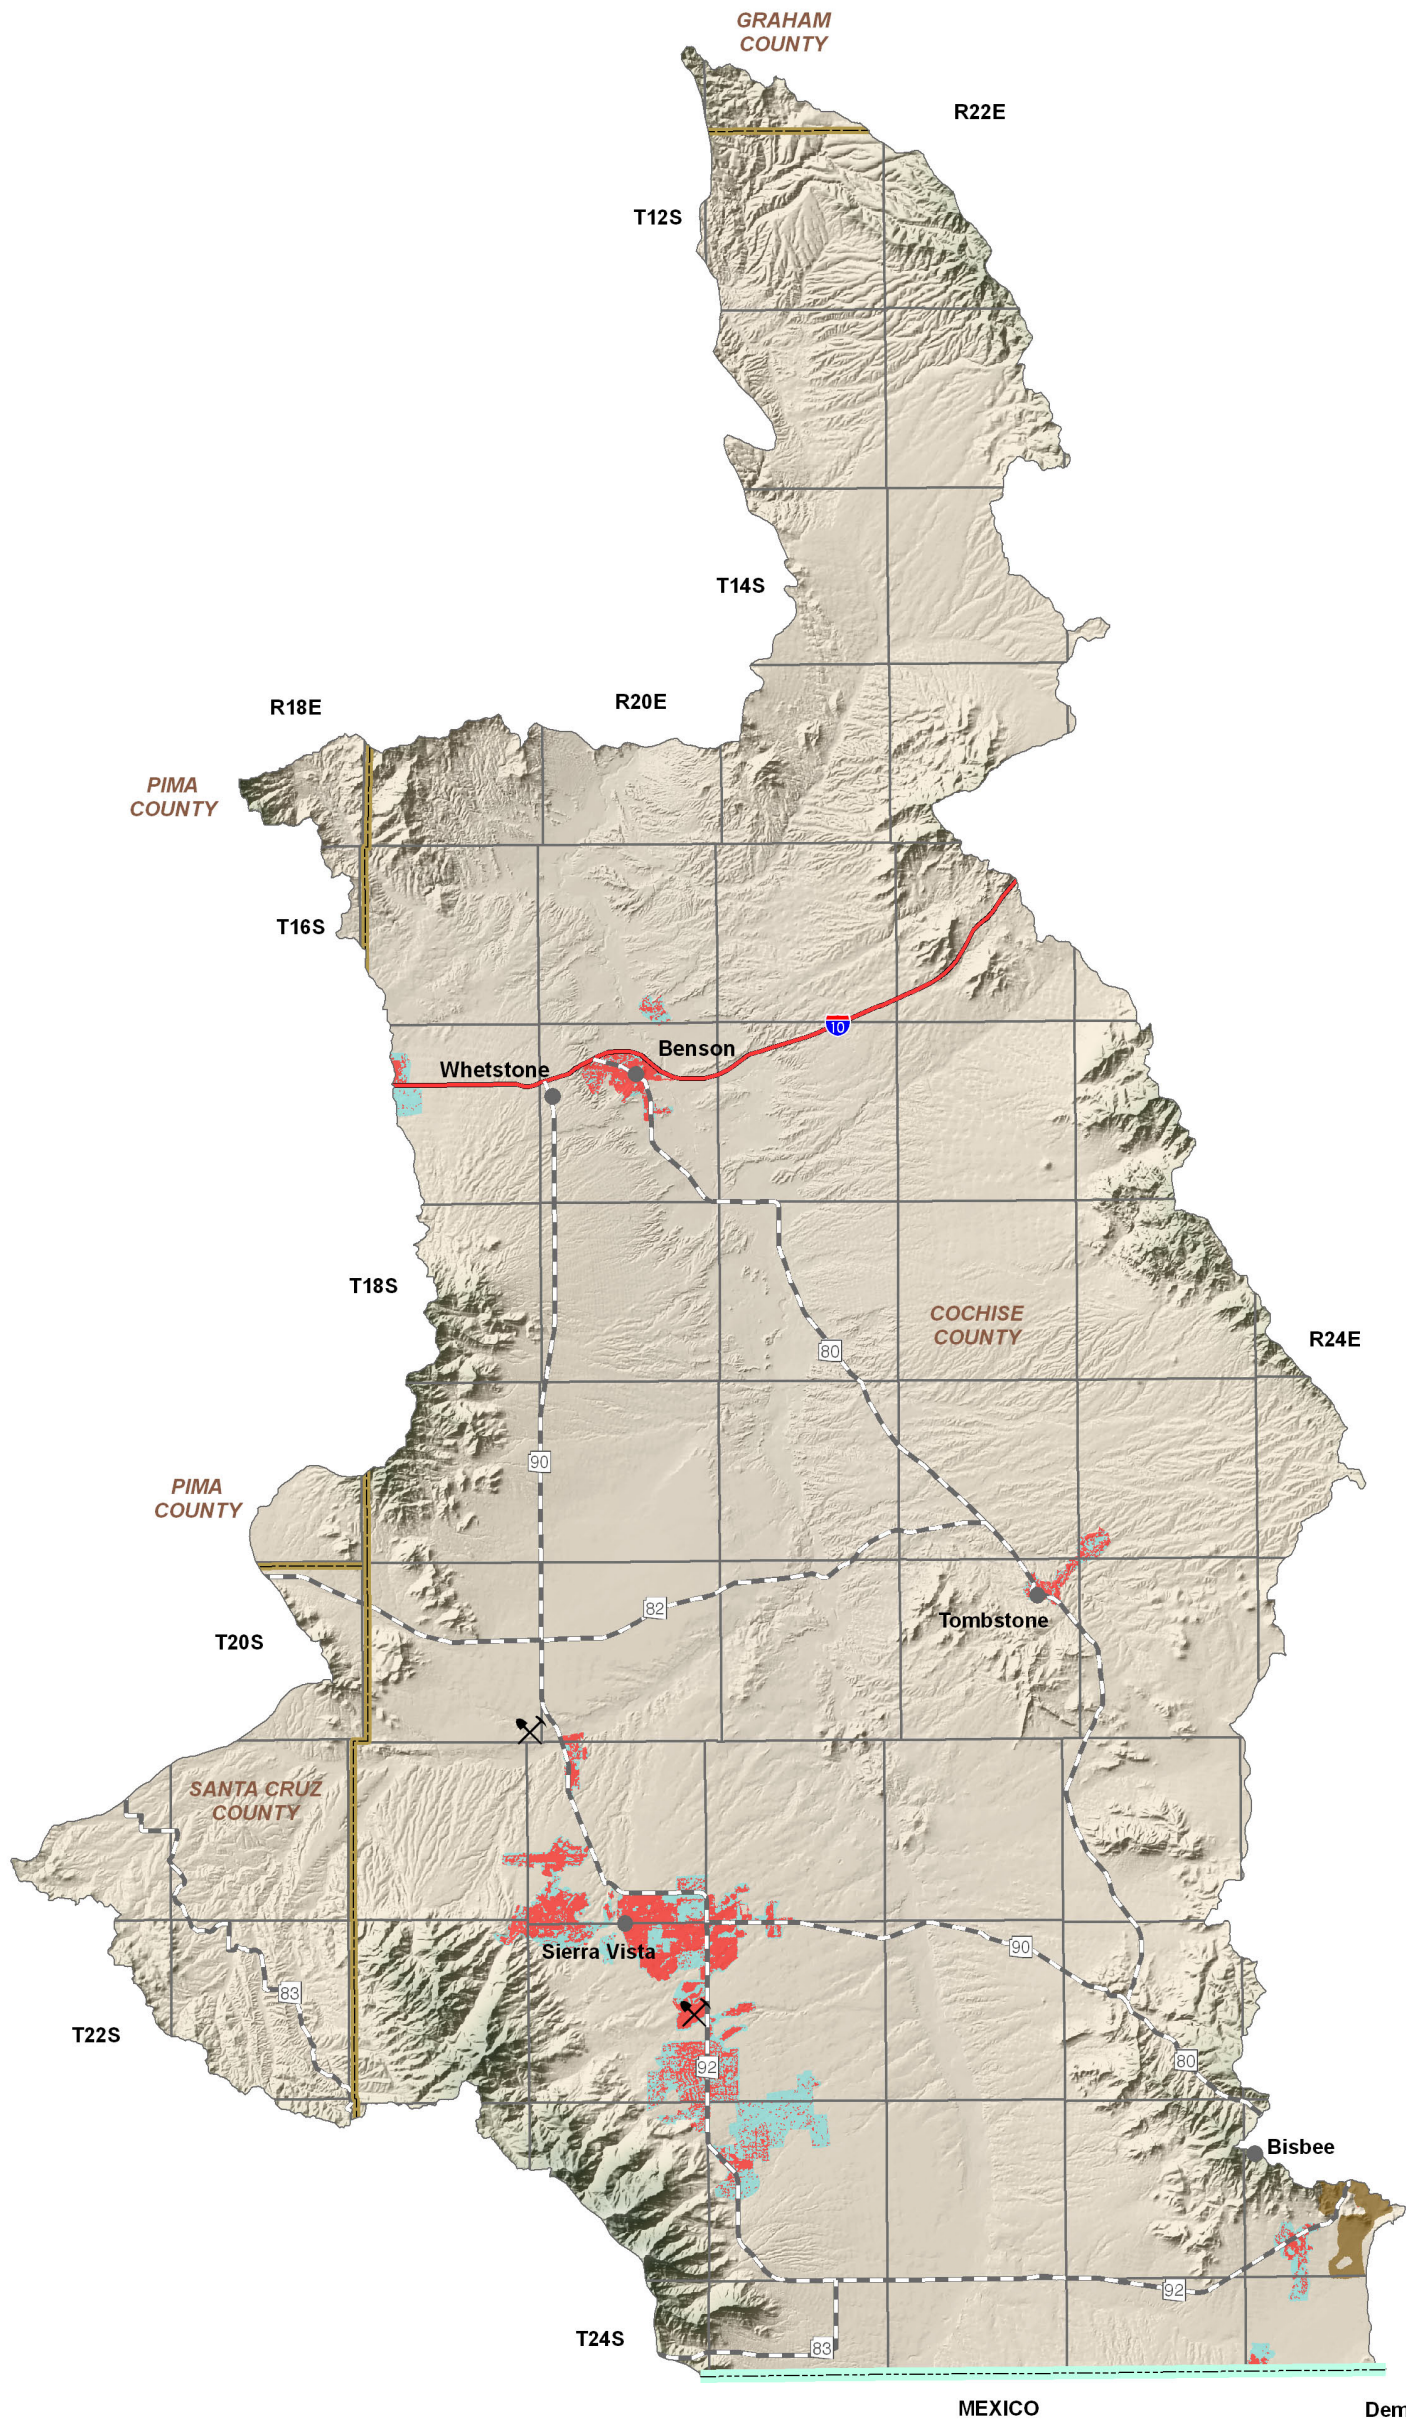 GRAHAM
COUNTY
R22E
T12S
T14S
R18E
R20E
PIMA
COUNTY
T16S
10
Benson
Whetstone
T18S
COCHISE
COUNTY
R24E
80
90
PIMA
COUNTY
82
Tombstone
T20S
SANTA CRUZ
COUNTY
90
Sierra Vista
83
T22S
80
92
Bisbee
92
T24S
83
MEXICO
Dem